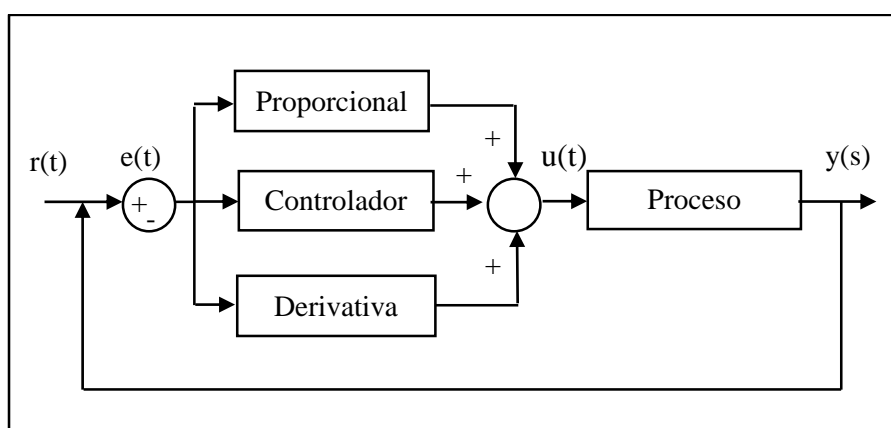 Proporcional
+
r(t)
e(t)
+
u(t)
y(s)
+
-
Controlador
Proceso
+
Derivativa